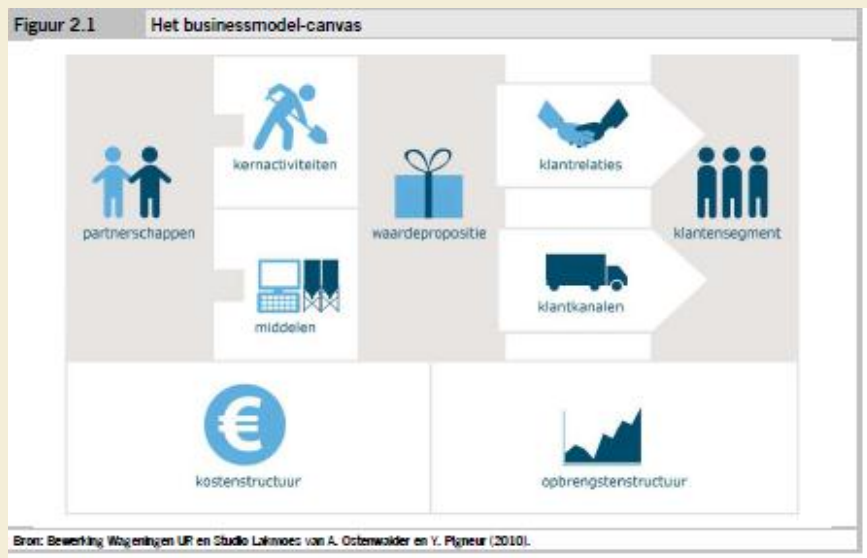 Figuur 2.1 Het businessmodel-canvas
partnerschappen
kernactiviteiten
middelen
waardepropositie
klantrelaties
klantkanalen
klantensegment
kostenstructuur
opbrengstenstructuur
Bron: Bewerking Wageningen UR en Studio Lakmoes van A. Ostenwalder en Y. Pigneur (2010).